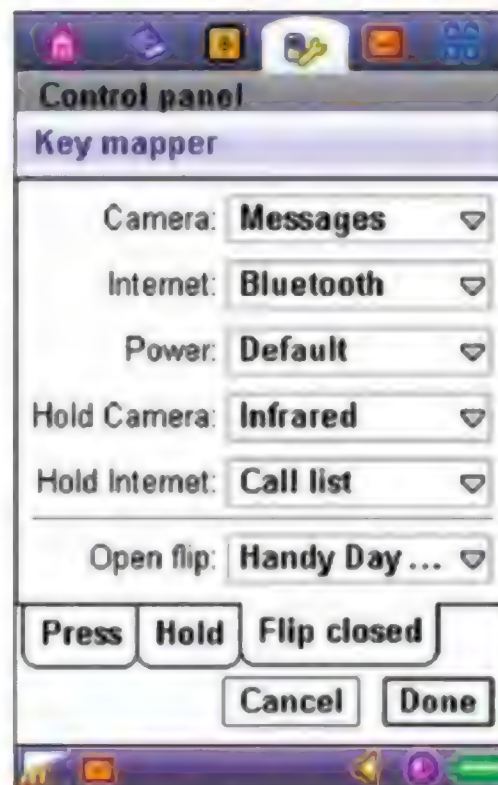 Control panel
Key mapper
Camera: Messages
Internet: Bluetooth
Power: Default
Hold Camera: Infrared
Hold Internet: Call list
Open flip: Handy Day ...
Press Hold Flip closed
Cancel Done